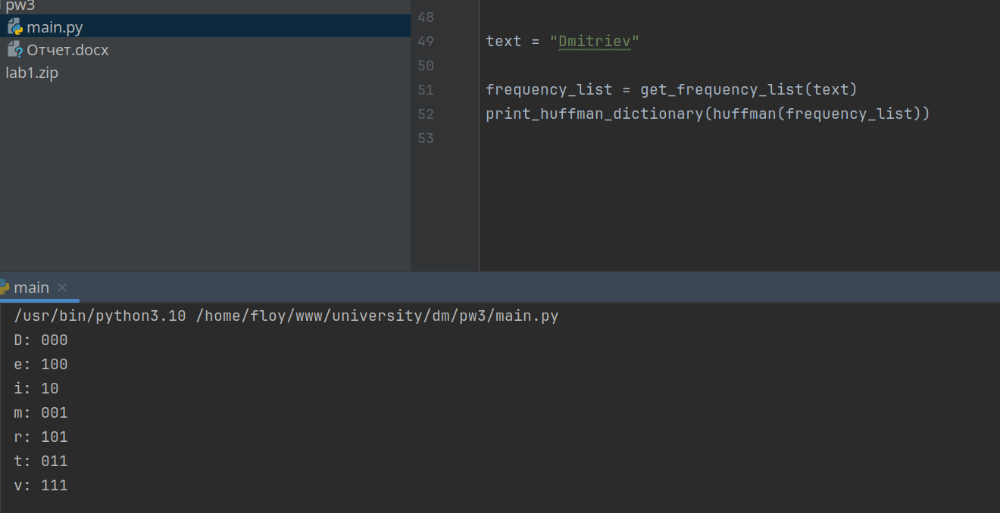 pw3
main.py
Отчет.docx
lab1.zip
48
49 text = "Dmitriev"
50
51 frequency_list = get_frequency_list(text)
52 print_huffman_dictionary(huffman(frequency_list))
53
main
/usr/bin/python3.10 /home/floy/www/university/dm/pw3/main.py
D: 000
e: 100
i: 10
m: 001
r: 101
t: 011
v: 111